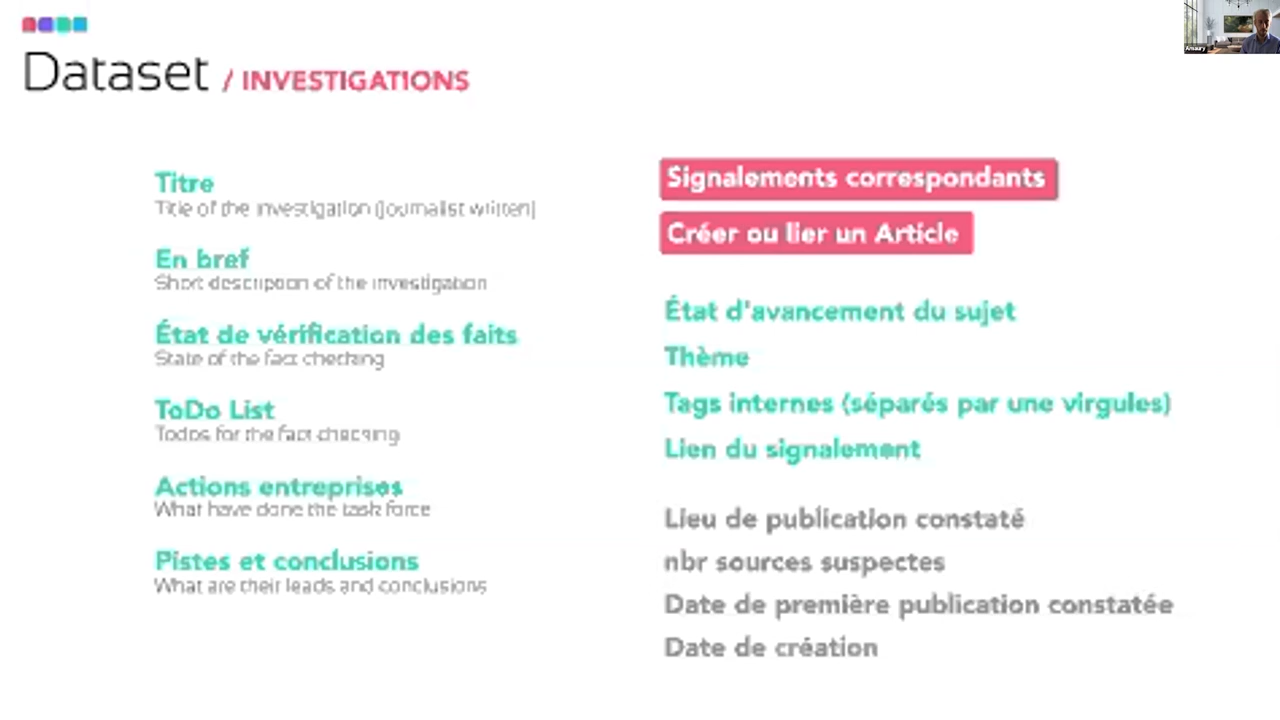 Dataset / INVESTIGATIONS
Titre
Title of the investigation (journalist written)
En bref
Short description of the investigation
État de vérification des faits
State of the fact checking
ToDo List
Todos for the fact checking
Actions entreprises
What have done the task force
Pistes et conclusions
What are their leads and conclusions
Signalements correspondants
Créer ou lier un Article
État d'avancement du sujet
Thème
Tags internes (séparés par une virgules)
Lien du signalement
Lieu de publication constaté
nbr sources suspectes
Date de première publication constatée
Date de création
Amaury